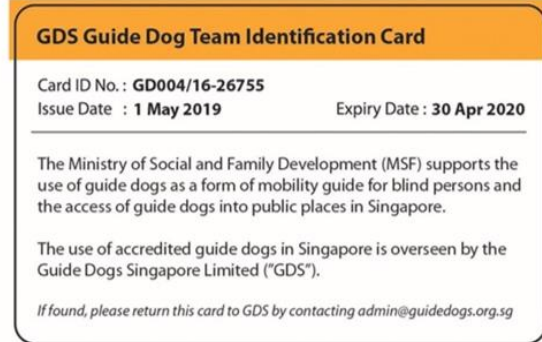 GDS Guide Dog Team Identification Card
Card ID No. : GD004/16-26755
Issue Date : 1 May 2019 Expiry Date : 30 Apr 2020
The Ministry of Social and Family Development (MSF) supports the
use of guide dogs as a form of mobility guide for blind persons and
the access of guide dogs into public places in Singapore.
The use of accredited guide dogs in Singapore is overseen by the
Guide Dogs Singapore Limited ("GDS").
If found, please return this card to GDS by contacting admin@guidedogs.org.sg